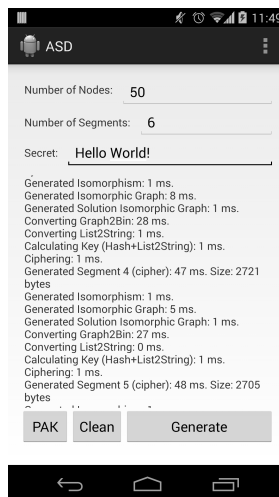 11:49
ASD
Number of Nodes: 50
Number of Segments: 6
Secret: Hello World!
Generated Isomorphism: 1 ms.
Generated Isomorphic Graph: 8 ms.
Generated Solution Isomorphic Graph: 1 ms.
Converting Graph2Bin: 28 ms.
Converting List2String: 1 ms.
Calculating Key (Hash+List2String): 1 ms.
Ciphering: 1 ms.
Generated Segment 4 (cipher): 47 ms. Size: 2721
bytes
Generated Isomorphism: 1 ms.
Generated Isomorphic Graph: 5 ms.
Generated Solution Isomorphic Graph: 1 ms.
Converting Graph2Bin: 27 ms.
Converting List2String: 0 ms.
Calculating Key (Hash+List2String): 1 ms.
Ciphering: 1 ms.
Generated Segment 5 (cipher): 48 ms. Size: 2705
bytes
PAK Clean Generate